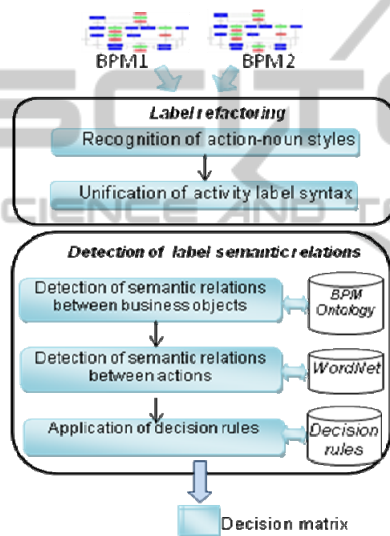 BPM1 BPM2
Label refactoring
Recognition of action-noun styles
Unification of activity label syntax
SCIENCE AND
Detection of label semantic relations
Detection of semantic relations
between business objects
BPM
Ontology
Detection of semantic relations
between actions
WordNet
Application of decision rules
Decision
rules
Decision matrix